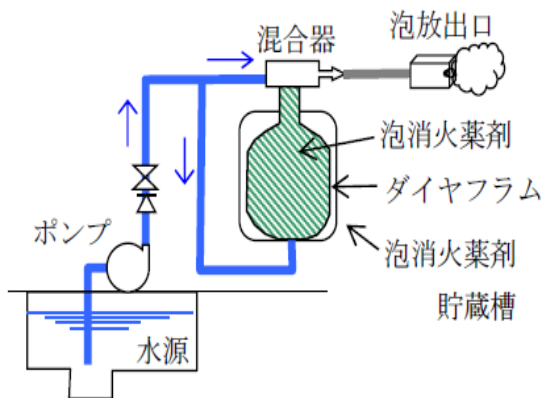 混合器
泡放出口
泡消火薬剤
ダイヤフラム
ポンプ
泡消火薬剤
貯蔵槽
水源